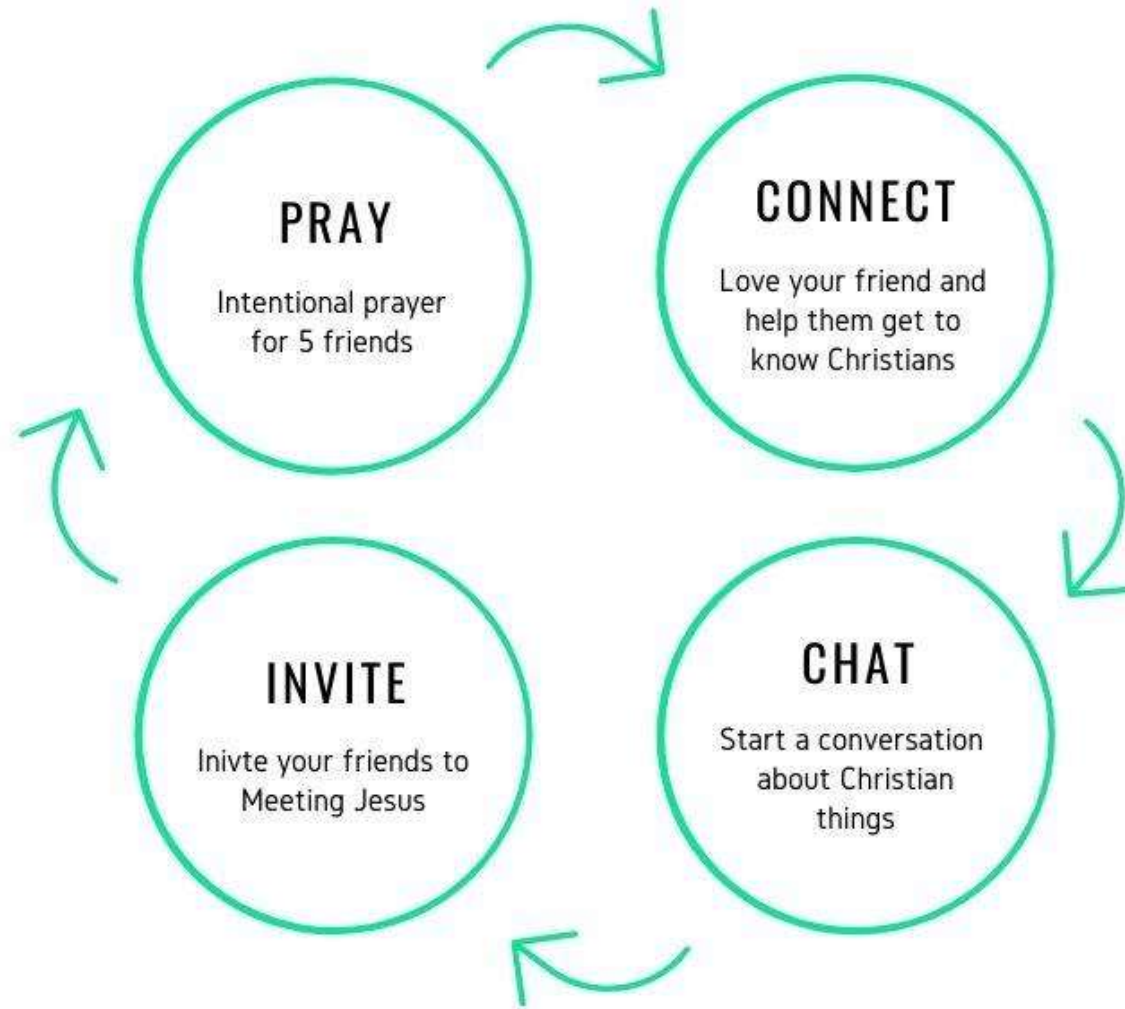 PRAY
Intentional prayer
for 5 friends
CONNECT
Love your friend and
help them get to
know Christians
CHAT
Start a conversation
about Christian
things
INVITE
Inivte your friends to
Meeting Jesus